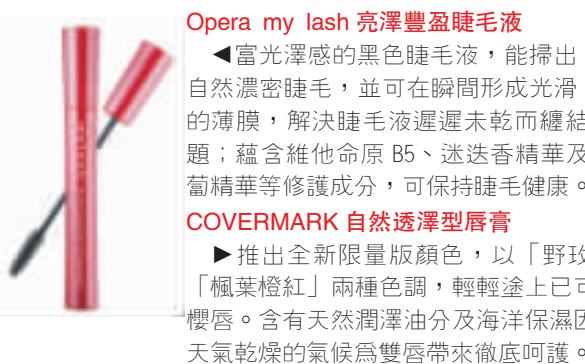 Opera my lash 亮澤豐盈睫毛液
◀富光澤感的黑色睫毛液，能掃出
自然濃密睫毛，並可在瞬間形成光滑
的薄膜，解決睫毛液遲遲未乾而纏結
題；蘊含維他命原 B5、迷迭香精華及
萄精華等修護成分，可保持睫毛健康。
COVERMARK 自然透澤型唇膏
▶推出全新限量版顏色，以「野玫
「楓葉橙紅」兩種色調，輕輕塗上已可
櫻唇。含有天然潤澤油分及海洋保濕因
天氣乾燥的氣候爲雙唇帶來徹底呵護。